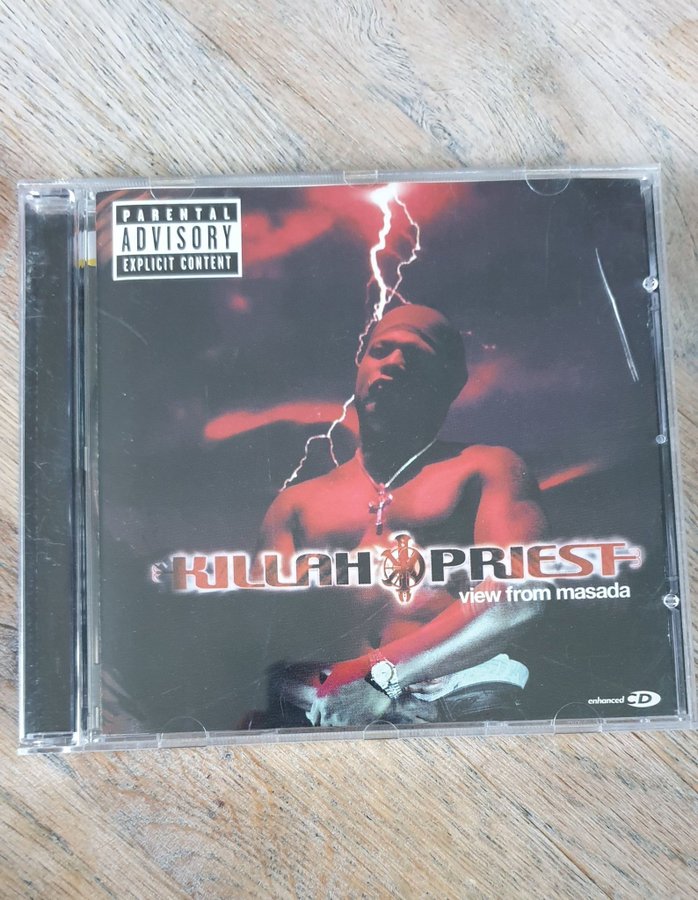 PARENTAL
ADVISORY
EXPLICIT CONTENT
KILLAH PRIEST
view from masada
enhanced CD